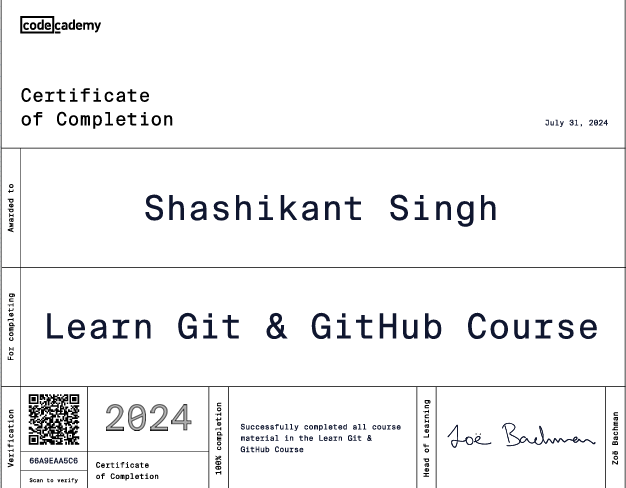 codecademy
Certificate
of Completion
July 31, 2024
Awarded to
Shashikant Singh
For completing
Learn Git & GitHub Course
Verification
66A9EAA5C6
Scan to verify
2024
Certificate
of Completion
100% completion
Successfully completed all course
material in the Learn Git &
GitHub Course
Head of Learning
Zoë Bachman
Zoë Bachman